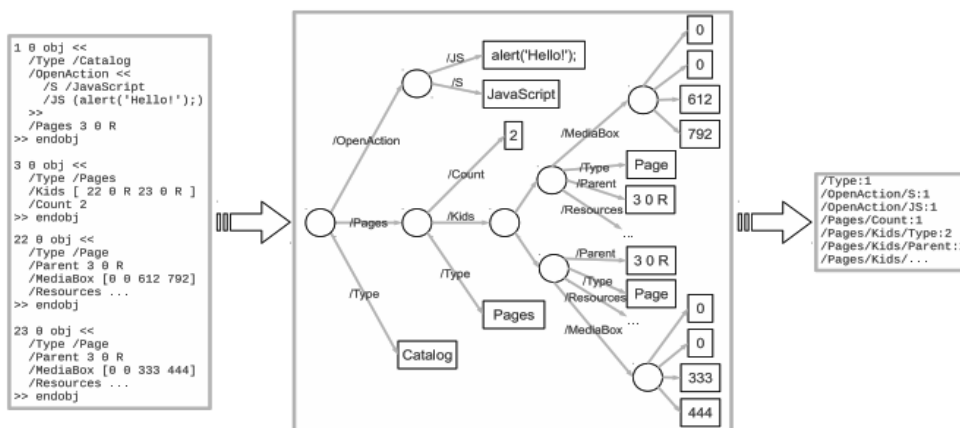 1 0 obj <<
/Type /Catalog
/OpenAction <<
/S /JavaScript
/JS (alert('Hello!');)
>>
/Pages 3 0 R
>> endobj
3 0 obj <<
/Type /Pages
/Kids [ 22 0 R 23 0 R ]
/Count 2
>> endobj
22 0 obj <<
/Type /Page
/Parent 3 0 R
/MediaBox [0 0 612 792]
/Resources ...
>> endobj
23 0 obj <<
/Type /Page
/Parent 3 0 R
/MediaBox [0 0 333 444]
/Resources ...
>> endobj
/OpenAction
/JS
alert('Hello!');
/S
JavaScript
/Pages
/Count
2
/Kids
/Type
Pages
/Type
Catalog
/MediaBox
0
0
612
792
/Type
Page
/Parent
3 0 R
/Resources
...
/Parent
3 0 R
/Type
Page
/Resources
...
/MediaBox
0
0
333
444
/Type:1
/OpenAction/S:1
/OpenAction/JS:1
/Pages/Count:1
/Pages/Kids/Type:2
/Pages/Kids/Parent:
/Pages/Kids/...